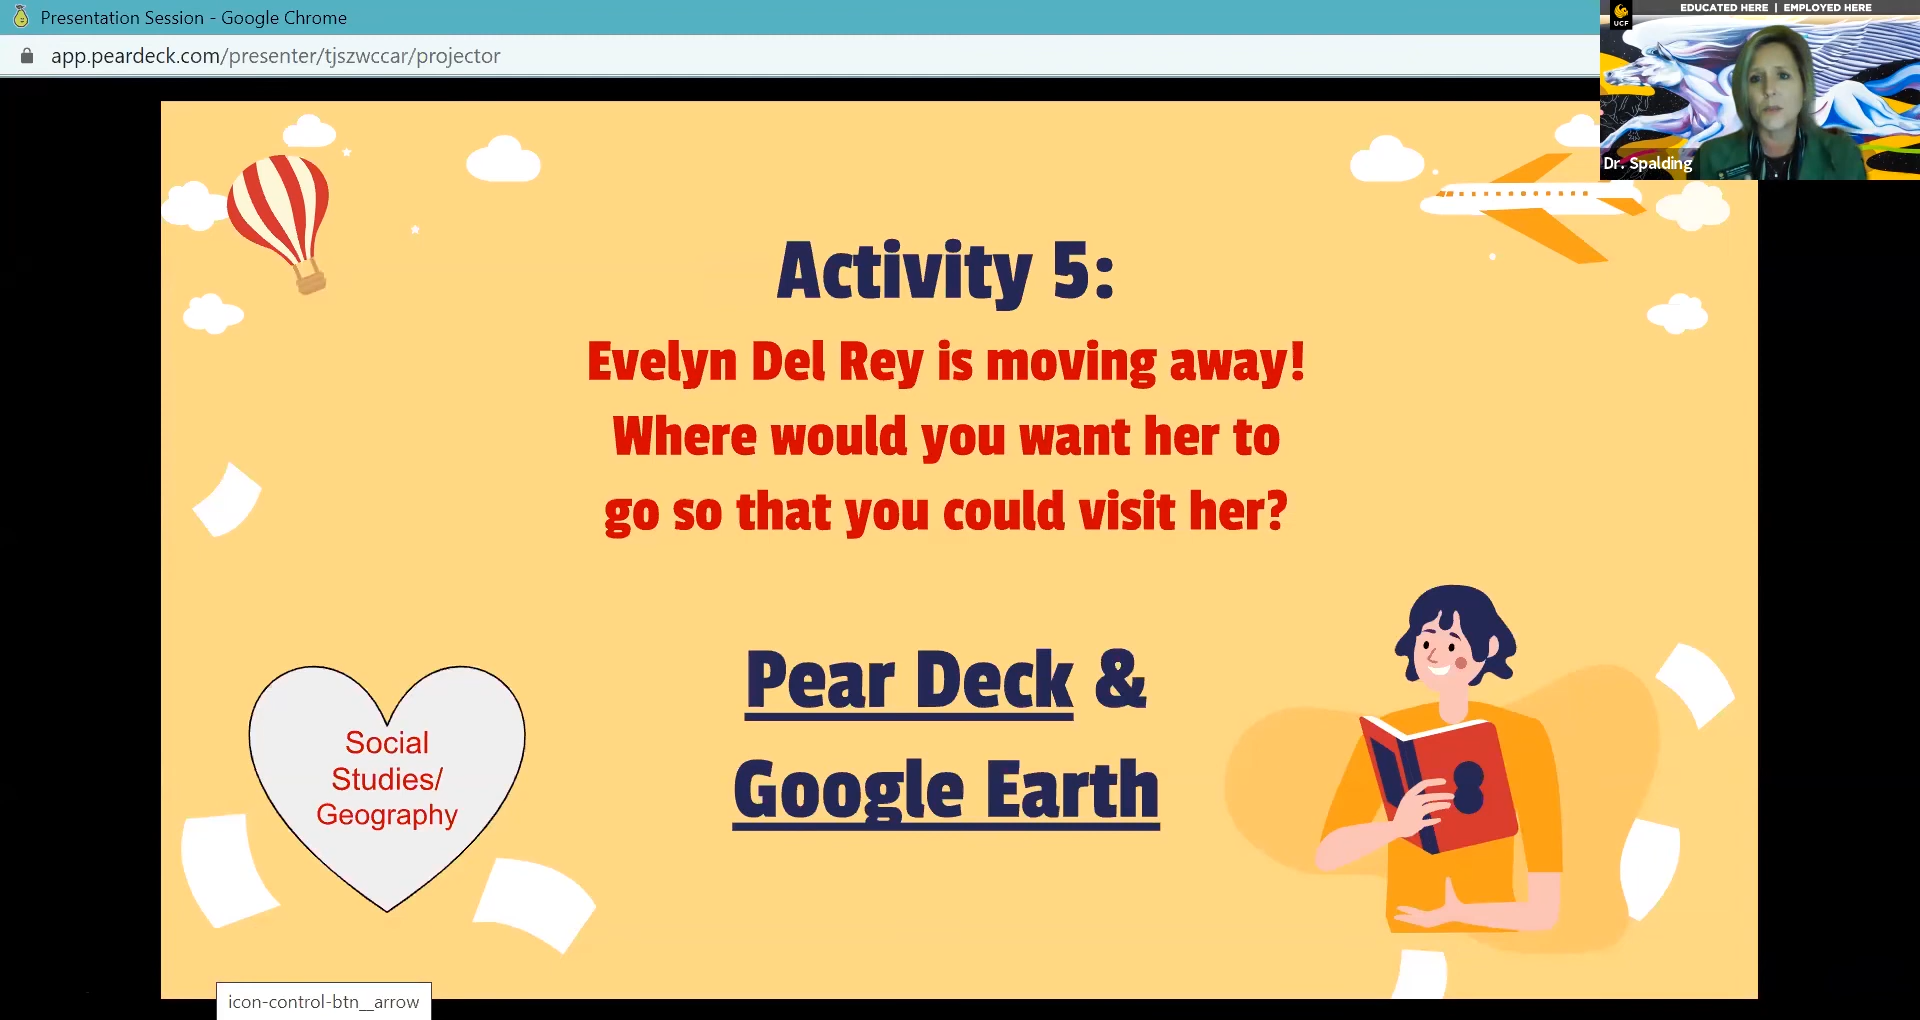 Presentation Session - Google Chrome
app.peardeck.com/presenter/tjszwccar/projector
EDUCATED HERE | EMPLOYED HERE
UCF
Dr. Spalding
Activity 5:
Evelyn Del Rey is moving away!
Where would you want her to
go so that you could visit her?
Pear Deck &
Google Earth
Social
Studies/
Geography
icon-control-btn__arrow